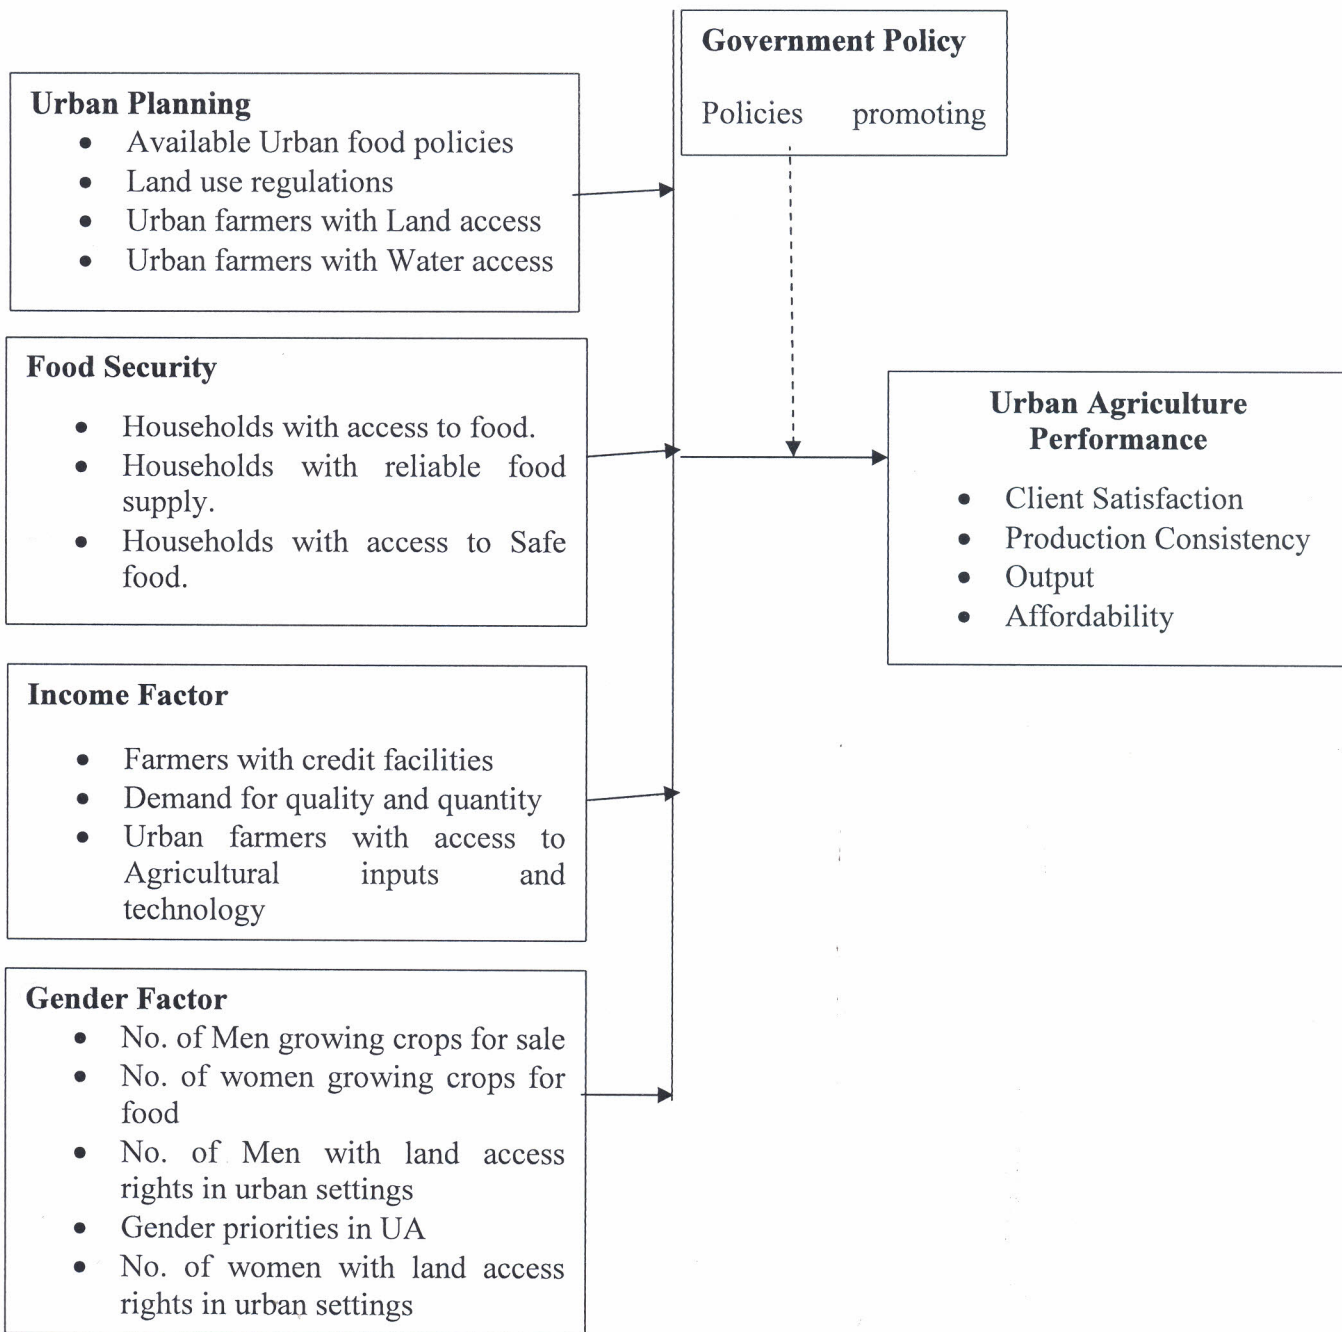 Government Policy
Policies promoting
Urban Planning
• Available Urban food policies
• Land use regulations
• Urban farmers with Land access
• Urban farmers with Water access
Food Security
• Households with access to food.
• Households with reliable food
supply.
• Households with access to Safe
food.
Urban Agriculture
Performance
• Client Satisfaction
• Production Consistency
• Output
• Affordability
Income Factor
• Farmers with credit facilities
• Demand for quality and quantity
• Urban farmers with access to
Agricultural inputs and
technology
Gender Factor
• No. of Men growing crops for sale
• No. of women growing crops for
food
• No. of Men with land access
rights in urban settings
• Gender priorities in UA
• No. of women with land access
rights in urban settings